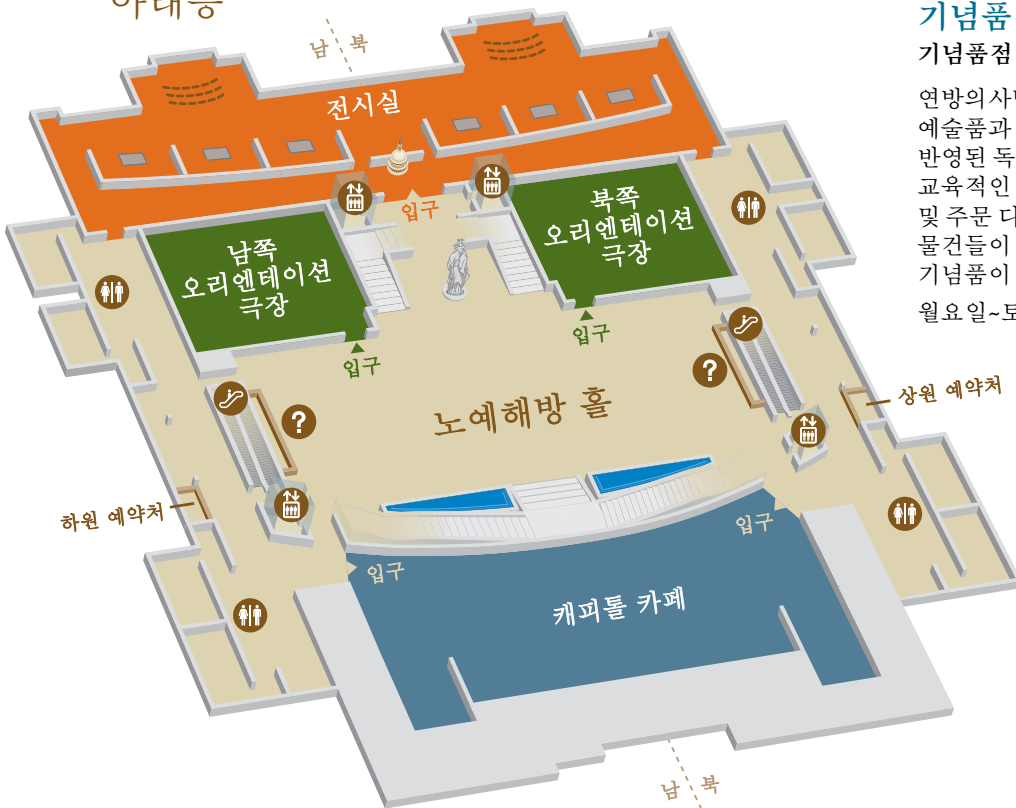 아래층
남 북
전시실
입구
남쪽
오리엔테이션
극장
북쪽
오리엔테이션
극장
입구
입구
노예해방 홀
?
?
상원 예약처
하원 예약처
입구
입구
캐피톨 카페
남 북
기념품
기념품점
연방의사
예술품과
반영된 독
교육적인
및 주문 다
물건들이
기념품이
월요일~토